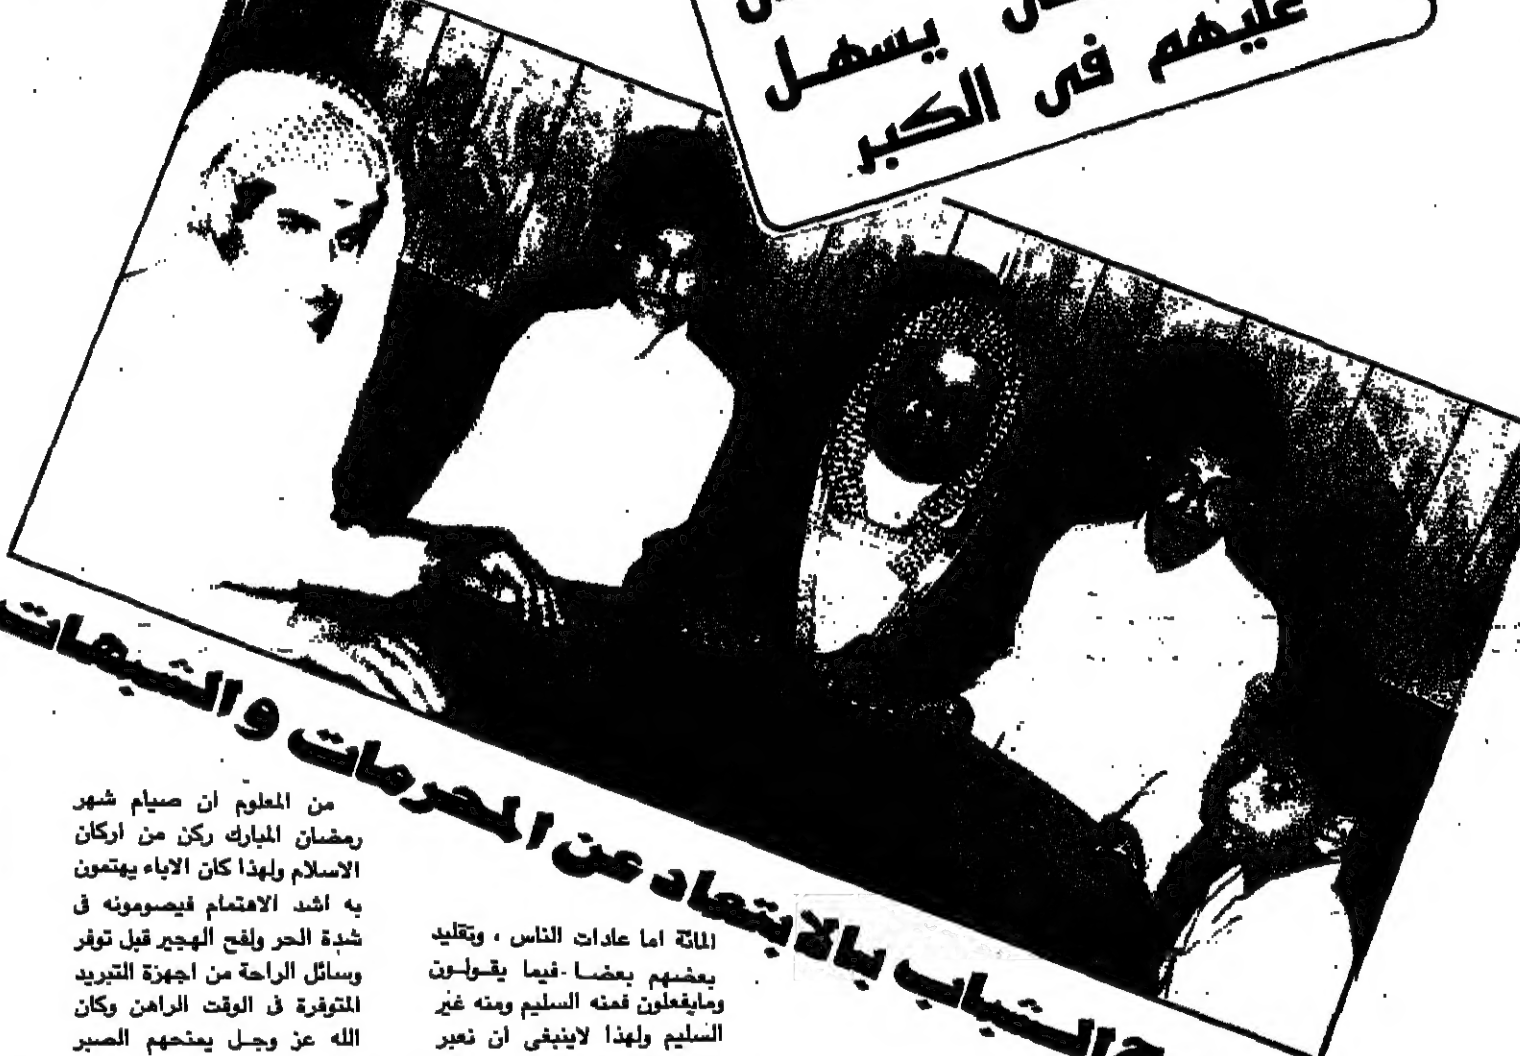 يسهل
عليهم فى الكبر
الشباب بالابتعاد عن المحرمات والشبهات
المائة اما عادات الناس ، وتقليد
بعضهم بعضا - فيما يقولون
ومايفعلون فمنه السليم ومنه غير
السليم ولهذا لاينبغى ان نعير
من المعلوم ان صيام شهر
رمضان المبارك ركن من اركان
الاسلام ولهذا كان الاباء يهتمون
به اشد الاهتمام فيصومونه فى
شدة الحر ولفح الهجير قبل توفر
وسائل الراحة من اجهزة التبريد
المتوفرة فى الوقت الراهن وكان
الله عز وجل يمنحهم الصبر